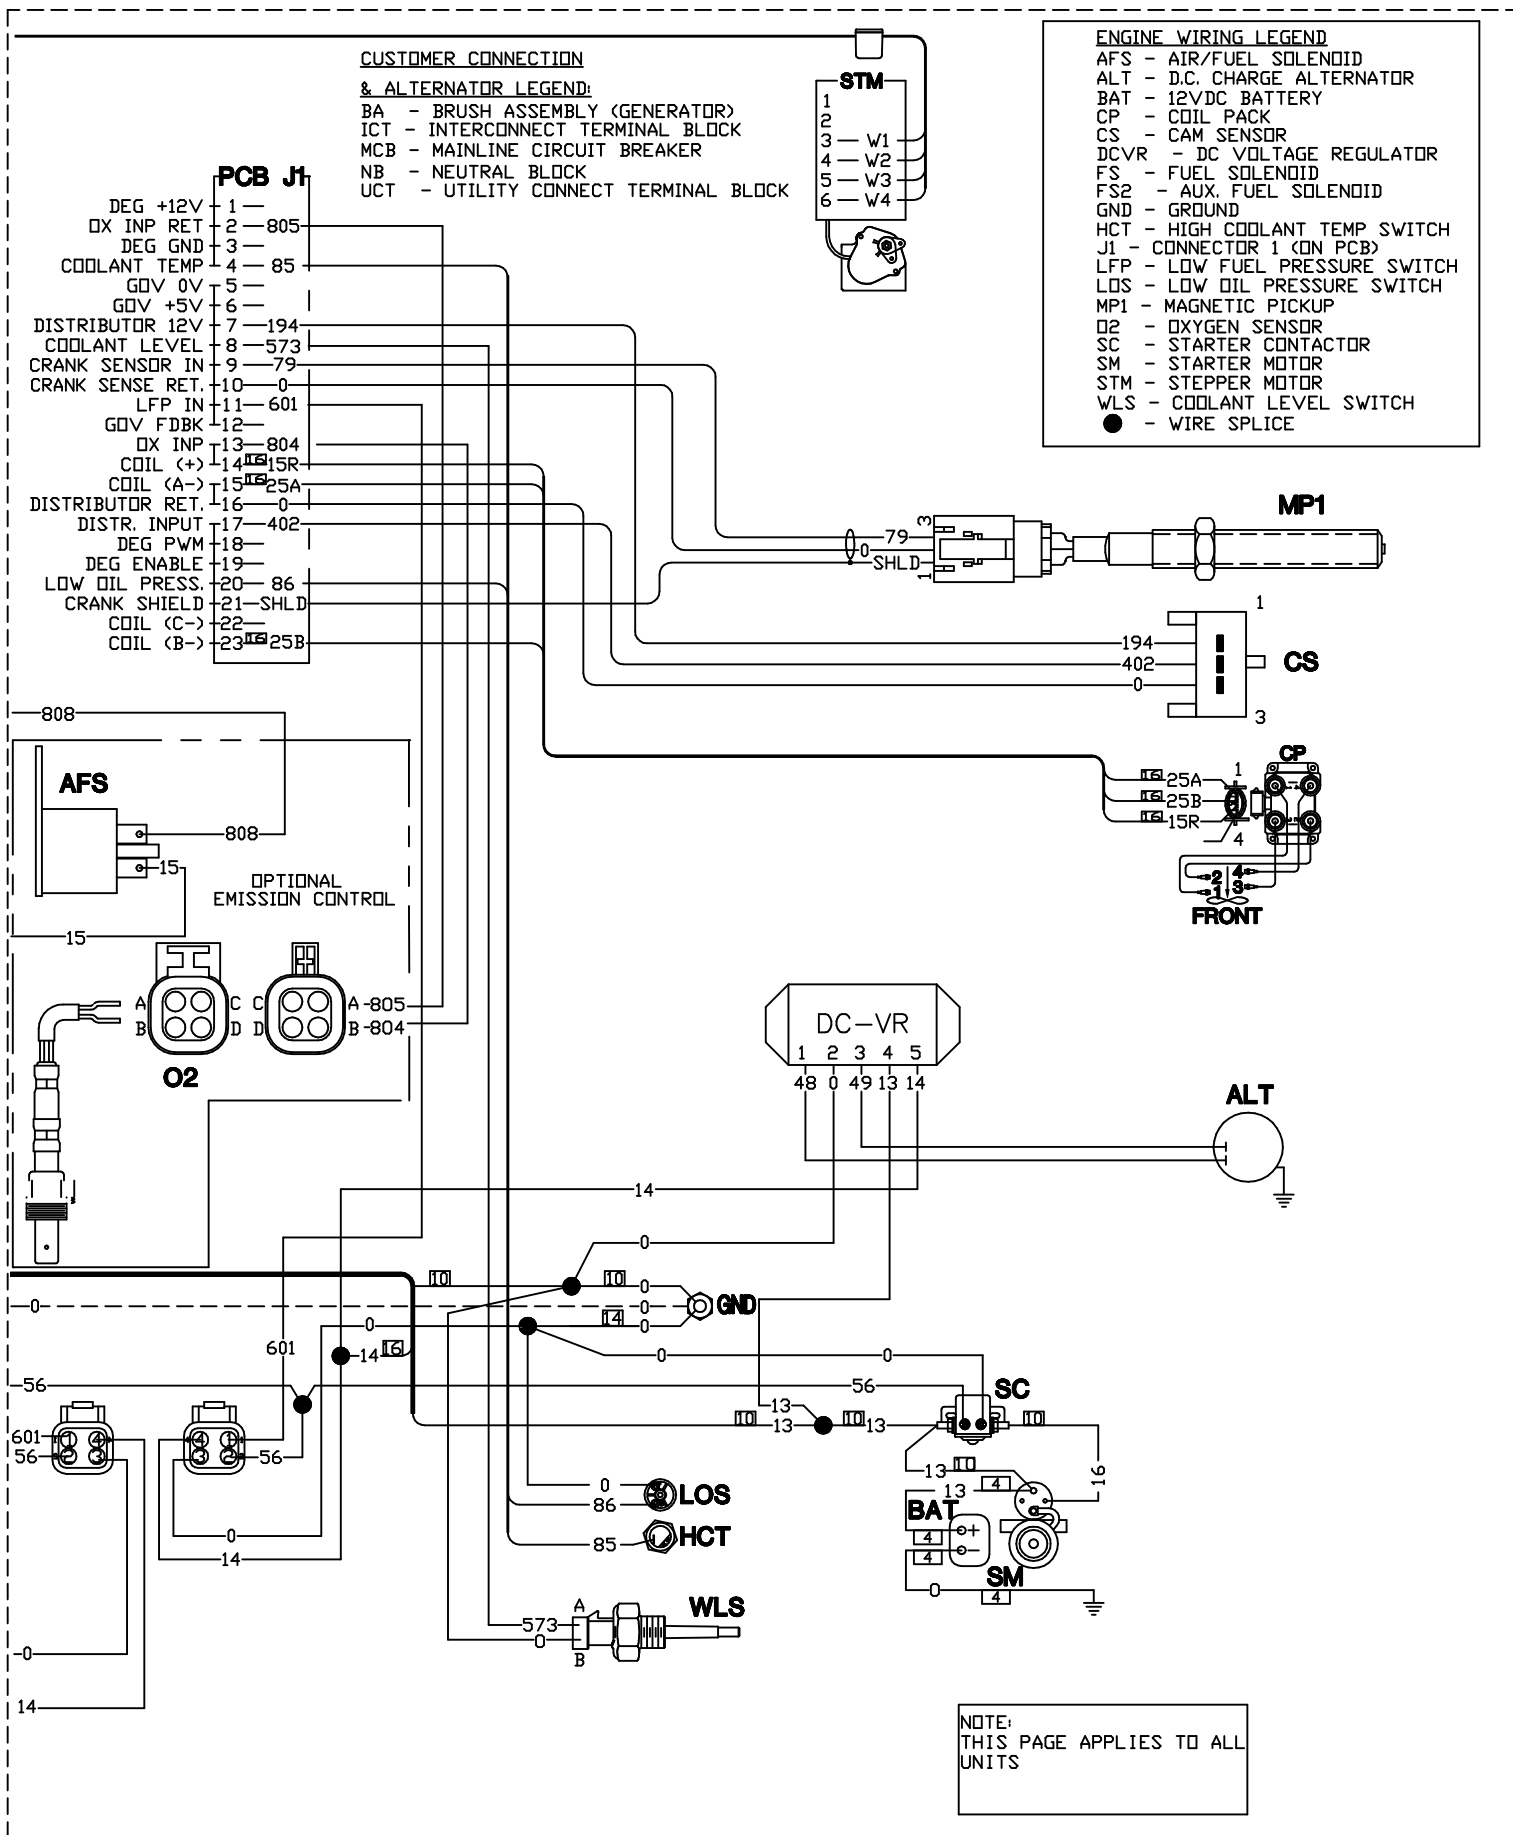 CUSTOMER CONNECTION
& ALTERNATOR LEGEND:
BA - BRUSH ASSEMBLY (GENERATOR)
ICT - INTERCONNECT TERMINAL BLOCK
MCB - MAINLINE CIRCUIT BREAKER
NB - NEUTRAL BLOCK
UCT - UTILITY CONNECT TERMINAL BLOCK
STM
1
2
3 W1
4 W2
5 W3
6 W4
ENGINE WIRING LEGEND
AFS - AIR/FUEL SOLENOID
ALT - D.C. CHARGE ALTERNATOR
BAT - 12VDC BATTERY
CP - COIL PACK
CS - CAM SENSOR
DCVR - DC VOLTAGE REGULATOR
FS - FUEL SOLENOID
FS2 - AUX. FUEL SOLENOID
GND - GROUND
HCT - HIGH COOLANT TEMP SWITCH
J1 - CONNECTOR 1 (ON PCB)
LFP - LOW FUEL PRESSURE SWITCH
LOS - LOW OIL PRESSURE SWITCH
MP1 - MAGNETIC PICKUP
O2 - OXYGEN SENSOR
SC - STARTER CONTACTOR
SM - STARTER MOTOR
STM - STEPPER MOTOR
WLS - COOLANT LEVEL SWITCH
- WIRE SPLICE
PCB J1
DEG +12V 1
OX INP RET 2 805
DEG GND 3
COOLANT TEMP 4 85
GOV 0V 5
GOV +5V 6
DISTRIBUTOR 12V 7 194
COOLANT LEVEL 8 573
CRANK SENSOR IN 9 79
CRANK SENSE RET. 10 0
LFP IN 11 601
GOV FDBK 12
OX INP 13 804
COIL (+) 14 16 15R
COIL (A-) 15 16 25A
DISTRIBUTOR RET. 16 0
DISTR. INPUT 17 402
DEG PWM 18
DEG ENABLE 19
LOW OIL PRESS. 20 86
CRANK SHIELD 21 SHLD
COIL (C-) 22
COIL (B-) 23 16 25B
MP1
3
79
0
SHLD
1
1
194
402
0
CS
3
CP
16 25A 1
16 25B
16 15R
4
2 4
1 3
FRONT
808
AFS
808
15
OPTIONAL
EMISSION CONTROL
15
A C C A 805
B D D B 804
O2
DC-VR
1 2 3 4 5
48 0 49 13 14
ALT
14
0
10 10 0
0 0 GND
0 14 0
601
14 16
0 0
56 56
SC
13
10 13 10 13 10
601 1 4 4 1
56 2 3 3 2 56
13 10
13 4
16
BAT
4 +
4 -
SM
0 4
0
86
LOS
85
HCT
0
14
WLS
A
573
0
B
0
14
NOTE:
THIS PAGE APPLIES TO ALL
UNITS